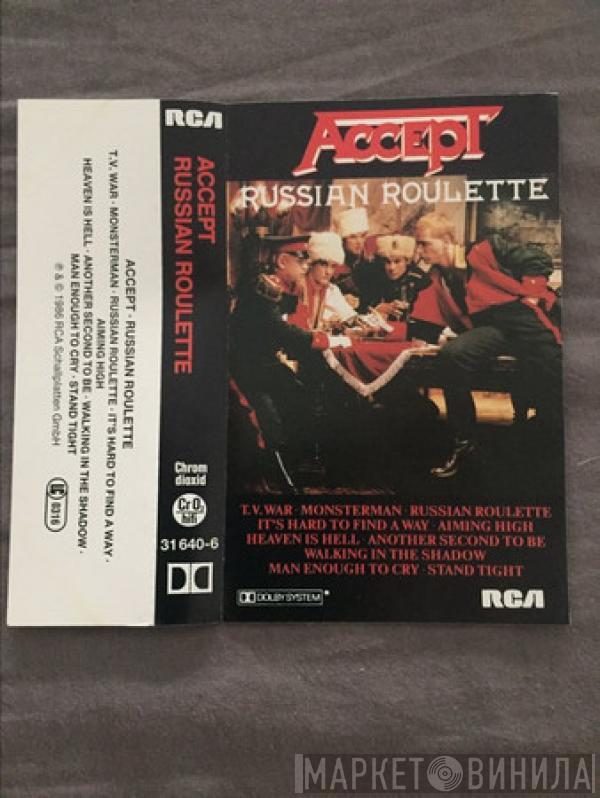 ACCEPT · RUSSIAN ROULETTE
T.V. WAR · MONSTERMAN · RUSSIAN ROULETTE · IT'S HARD TO FIND A WAY ·
AIMING HIGH
HEAVEN IS HELL · ANOTHER SECOND TO BE · WALKING IN THE SHADOW ·
MAN ENOUGH TO CRY · STAND TIGHT
℗ & © 1986 RCA Schallplatten GmbH
LC
0316
RCA
ACCEPT
RUSSIAN ROULETTE
Chrom
dioxid
CrO₂
hifi
31 640-6
ACCEPT
RUSSIAN ROULETTE
T.V. WAR · MONSTERMAN · RUSSIAN ROULETTE
IT'S HARD TO FIND A WAY · AIMING HIGH
HEAVEN IS HELL · ANOTHER SECOND TO BE
WALKING IN THE SHADOW
MAN ENOUGH TO CRY · STAND TIGHT
DOLBY SYSTEM
RCA
МАРКЕТ ВИНИЛА